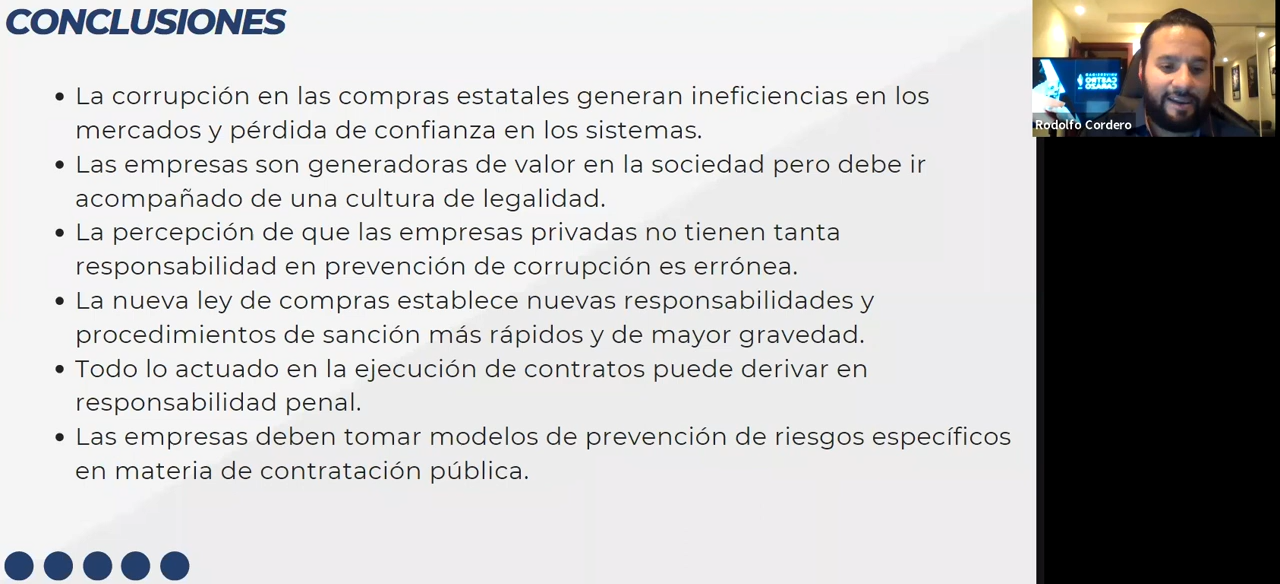 CONCLUSIONES
• La corrupción en las compras estatales generan ineficiencias en los
mercados y pérdida de confianza en los sistemas.
• Las empresas son generadoras de valor en la sociedad pero debe ir
acompañado de una cultura de legalidad.
• La percepción de que las empresas privadas no tienen tanta
responsabilidad en prevención de corrupción es errónea.
• La nueva ley de compras establece nuevas responsabilidades y
procedimientos de sanción más rápidos y de mayor gravedad.
• Todo lo actuado en la ejecución de contratos puede derivar en
responsabilidad penal.
• Las empresas deben tomar modelos de prevención de riesgos específicos
en materia de contratación pública.
CASTRO
CARAZO
Rodolfo Cordero